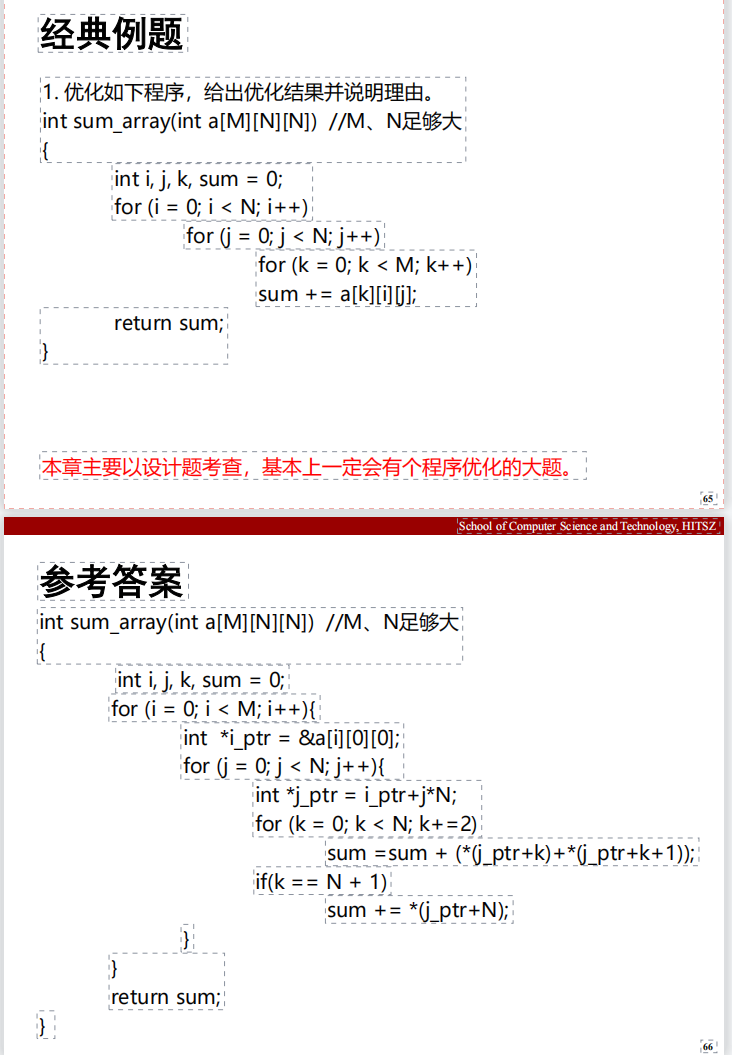 经典例题
1. 优化如下程序，给出优化结果并说明理由。
int sum_array(int a[M][N][N]) //M、N足够大
{
int i, j, k, sum = 0;
for (i = 0; i < N; i++)
for (j = 0; j < N; j++)
for (k = 0; k < M; k++)
sum += a[k][i][j];
return sum;
}
本章主要以设计题考查，基本上一定会有个程序优化的大题。
65
School of Computer Science and Technology, HITSZ
参考答案
int sum_array(int a[M][N][N]) //M、N足够大
{
int i, j, k, sum = 0;
for (i = 0; i < M; i++){
int *i_ptr = &a[i][0][0];
for (j = 0; j < N; j++){
int *j_ptr = i_ptr+j*N;
for (k = 0; k < N; k+=2)
sum =sum + (*(j_ptr+k)+*(j_ptr+k+1));
if(k == N + 1)
sum += *(j_ptr+N);
}
}
return sum;
}
66